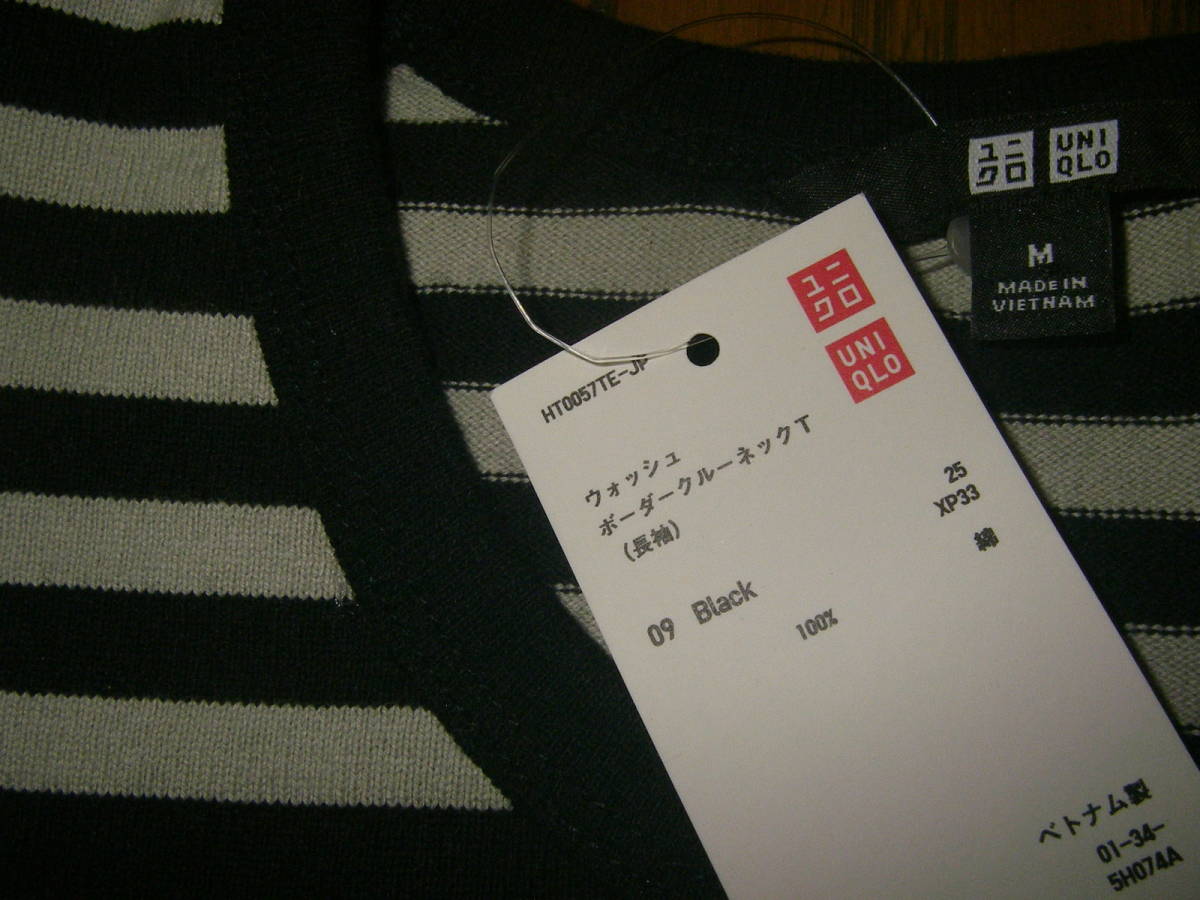 ユニ
クロ
UNI
QLO
M
MADE IN
VIETNAM
ユニ
クロ
UNI
QLO
HT0057TE-JP
ウォッシュ
ボーダークルーネックT
(長袖)
25
XP33
綿
09 Black
100%
ベトナム製
01-34-
5H074A